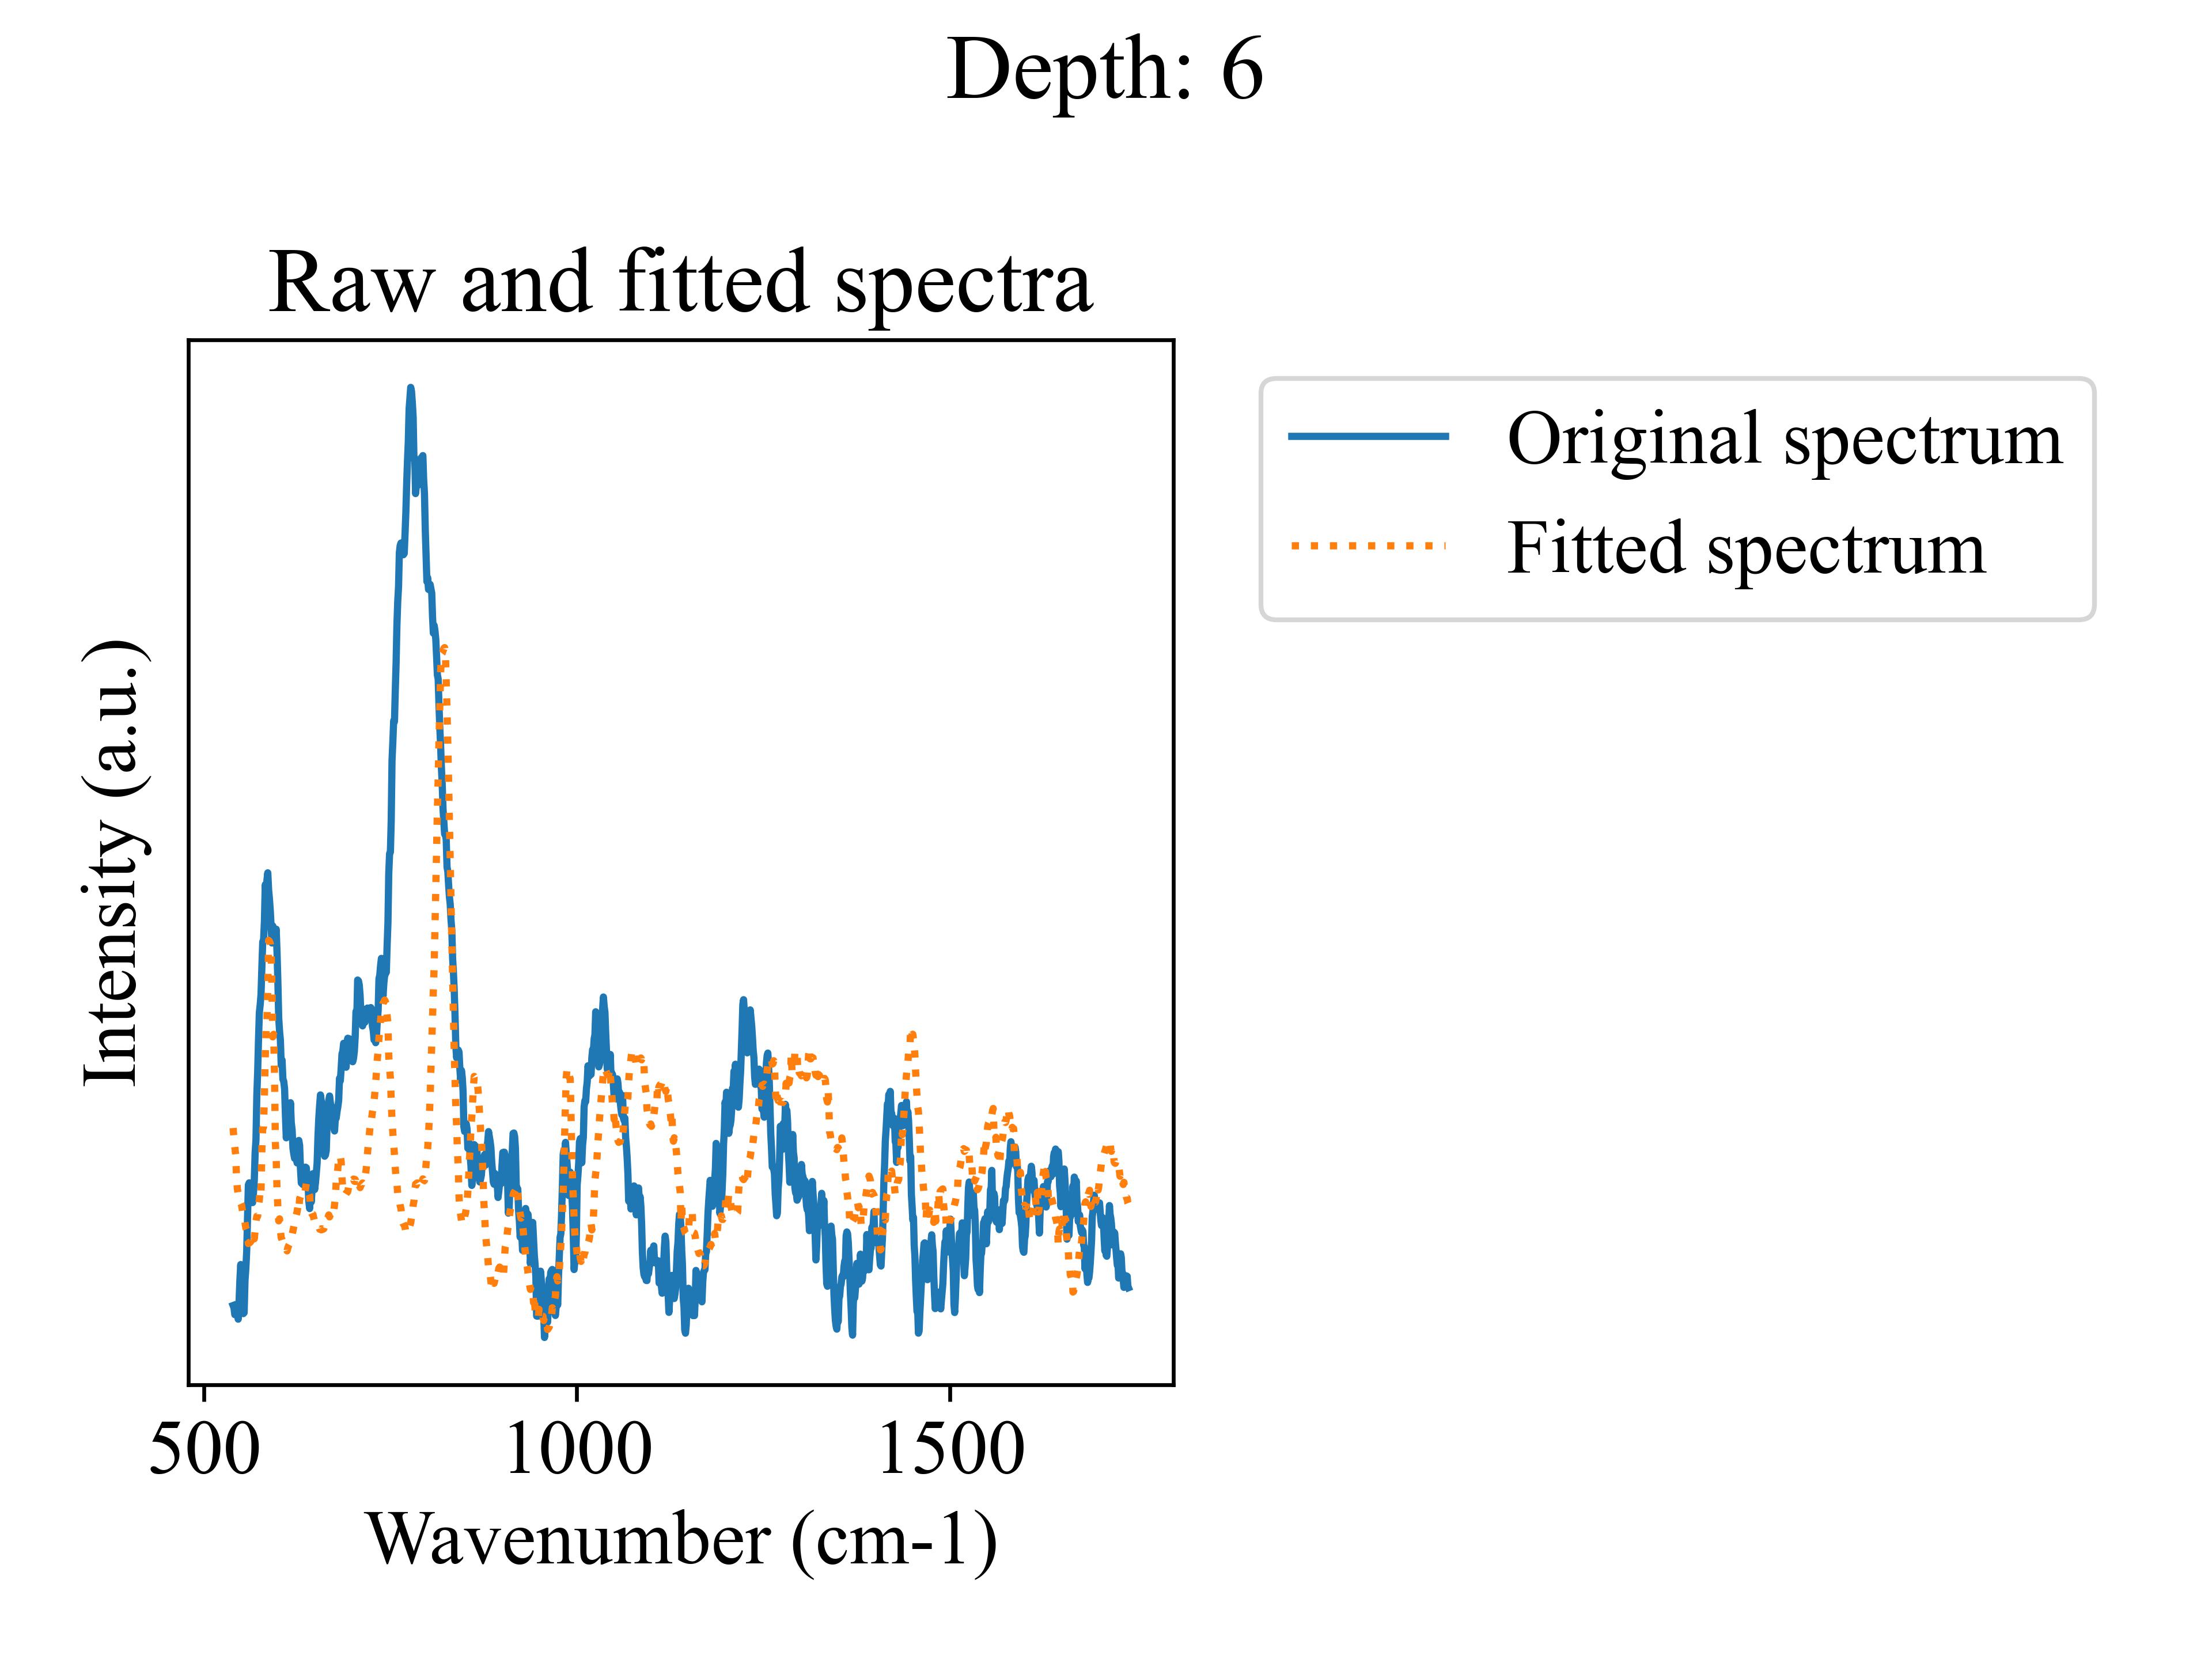 Depth: 6
Raw and fitted spectra
Original spectrum
Fitted spectrum
Intensity (a.u.)
500 1000 1500
Wavenumber (cm-1)